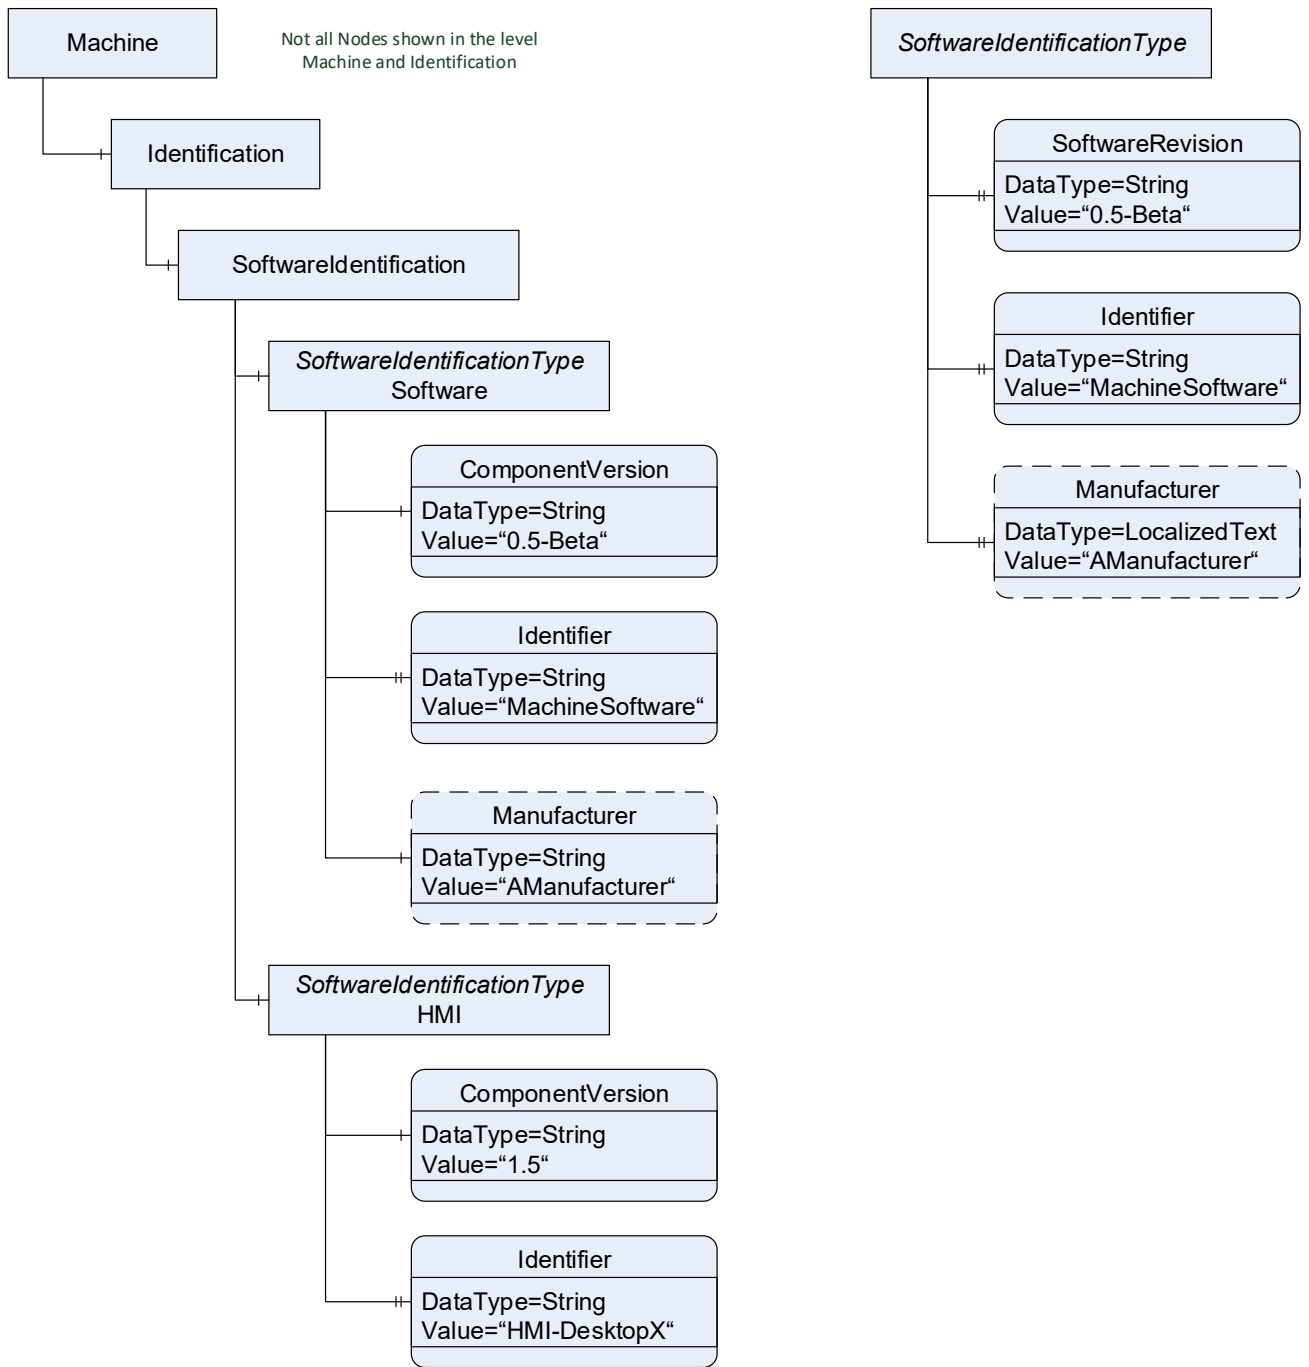 Machine
Not all Nodes shown in the level
Machine and Identification
Identification
SoftwareIdentification
SoftwareIdentificationType
Software
ComponentVersion
DataType=String
Value=“0.5-Beta“
Identifier
DataType=String
Value=“MachineSoftware“
Manufacturer
DataType=String
Value=“AManufacturer“
SoftwareIdentificationType
HMI
ComponentVersion
DataType=String
Value=“1.5“
Identifier
DataType=String
Value=“HMI-DesktopX“
SoftwareIdentificationType
SoftwareRevision
DataType=String
Value=“0.5-Beta“
Identifier
DataType=String
Value=“MachineSoftware“
Manufacturer
DataType=LocalizedText
Value=“AManufacturer“